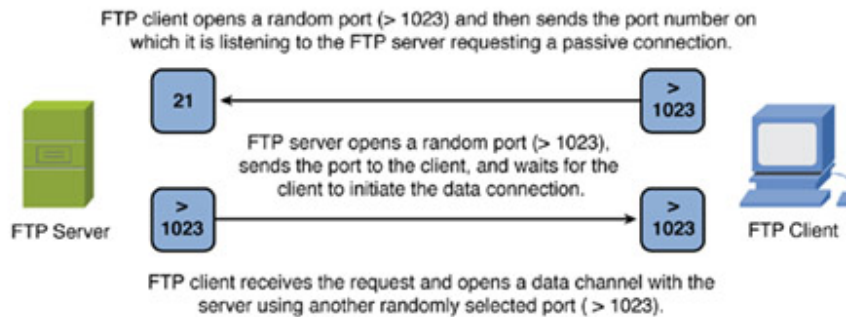 FTP client opens a random port (> 1023) and then sends the port number on
which it is listening to the FTP server requesting a passive connection.
21
>
1023
FTP server opens a random port (> 1023),
sends the port to the client, and waits for the
client to initiate the data connection.
>
1023
>
1023
FTP Server
FTP Client
FTP client receives the request and opens a data channel with the
server using another randomly selected port ( > 1023).